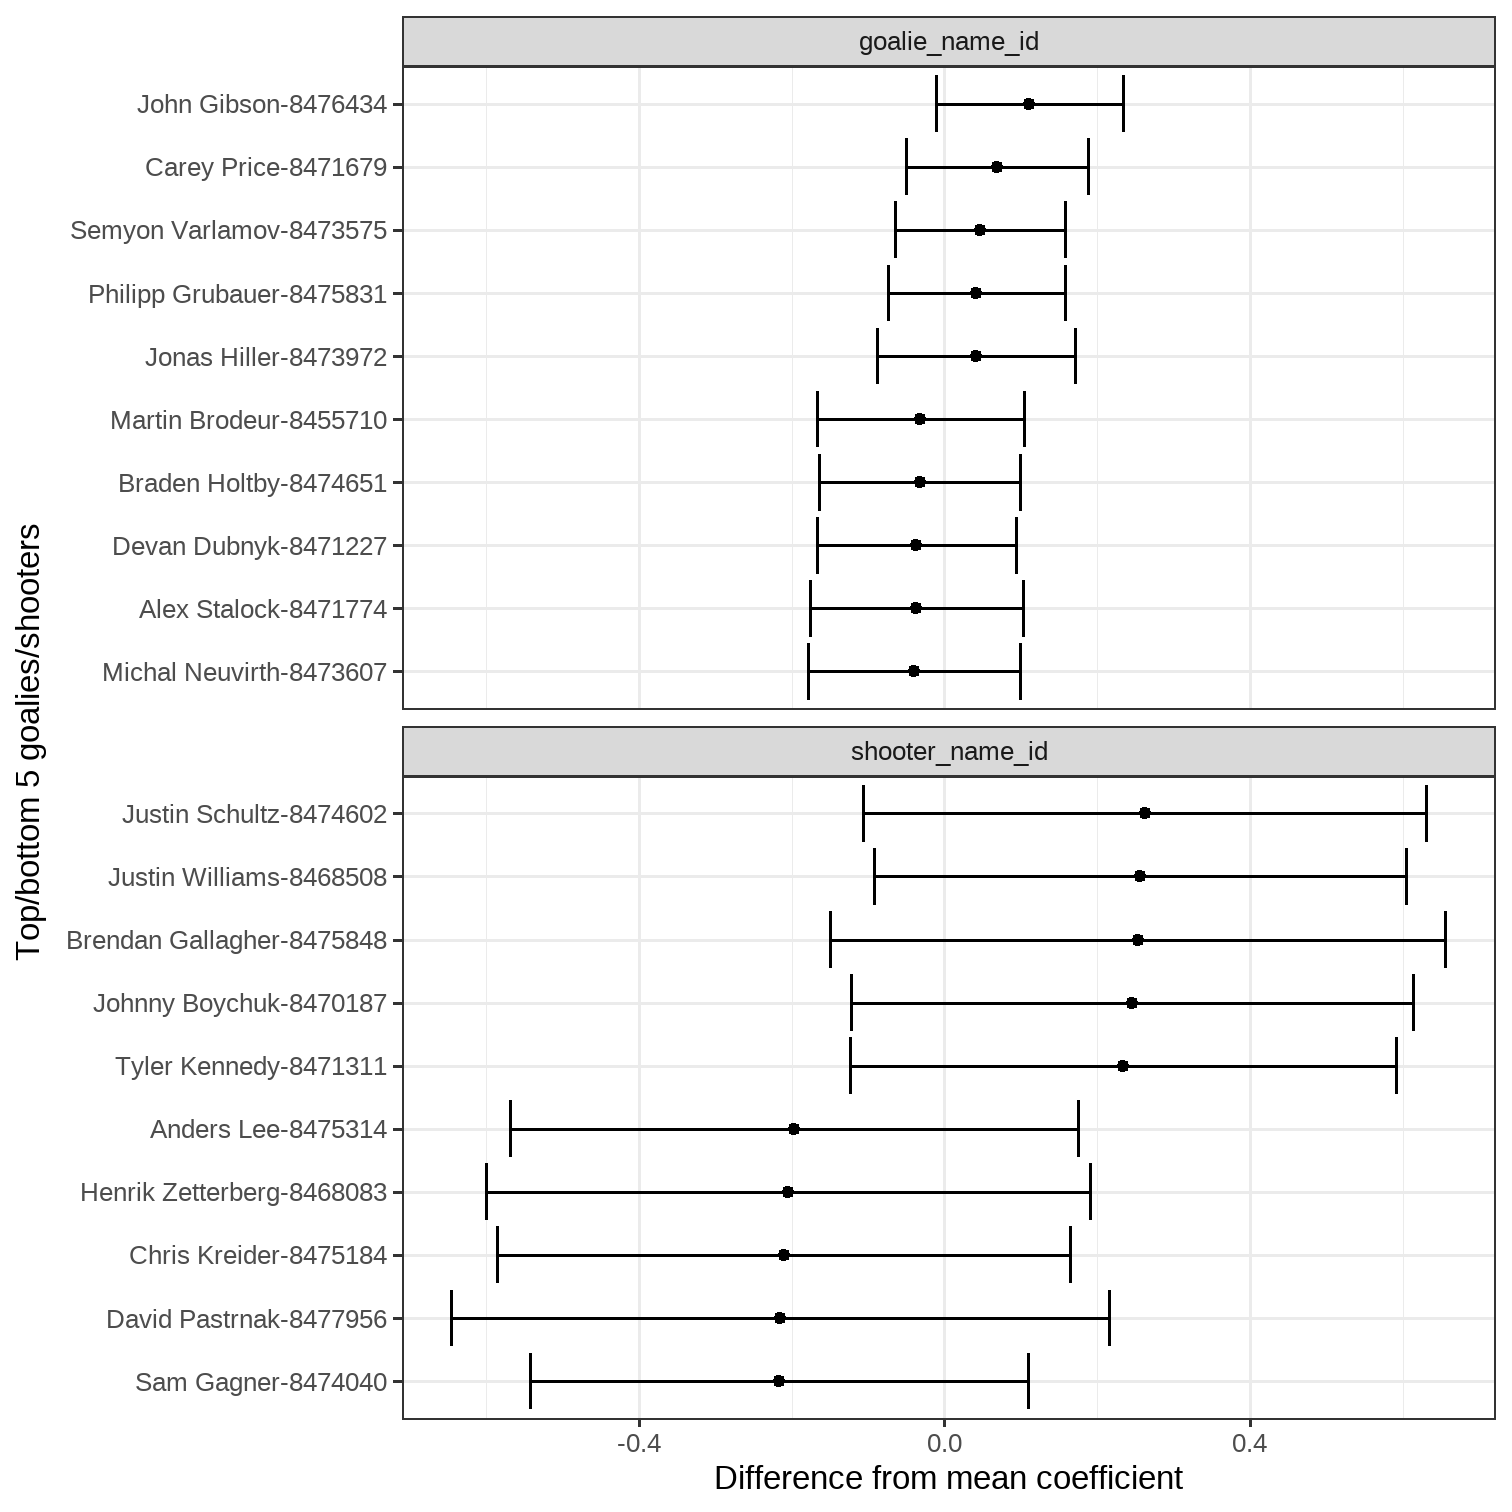 goalie_name_id
John Gibson-8476434
Carey Price-8471679
Semyon Varlamov-8473575
Philipp Grubauer-8475831
Jonas Hiller-8473972
Martin Brodeur-8455710
Braden Holtby-8474651
Devan Dubnyk-8471227
Alex Stalock-8471774
Michal Neuvirth-8473607
Top/bottom 5 goalies/shooters
shooter_name_id
Justin Schultz-8474602
Justin Williams-8468508
Brendan Gallagher-8475848
Johnny Boychuk-8470187
Tyler Kennedy-8471311
Anders Lee-8475314
Henrik Zetterberg-8468083
Chris Kreider-8475184
David Pastrnak-8477956
Sam Gagner-8474040
-0.4 0.0 0.4
Difference from mean coefficient